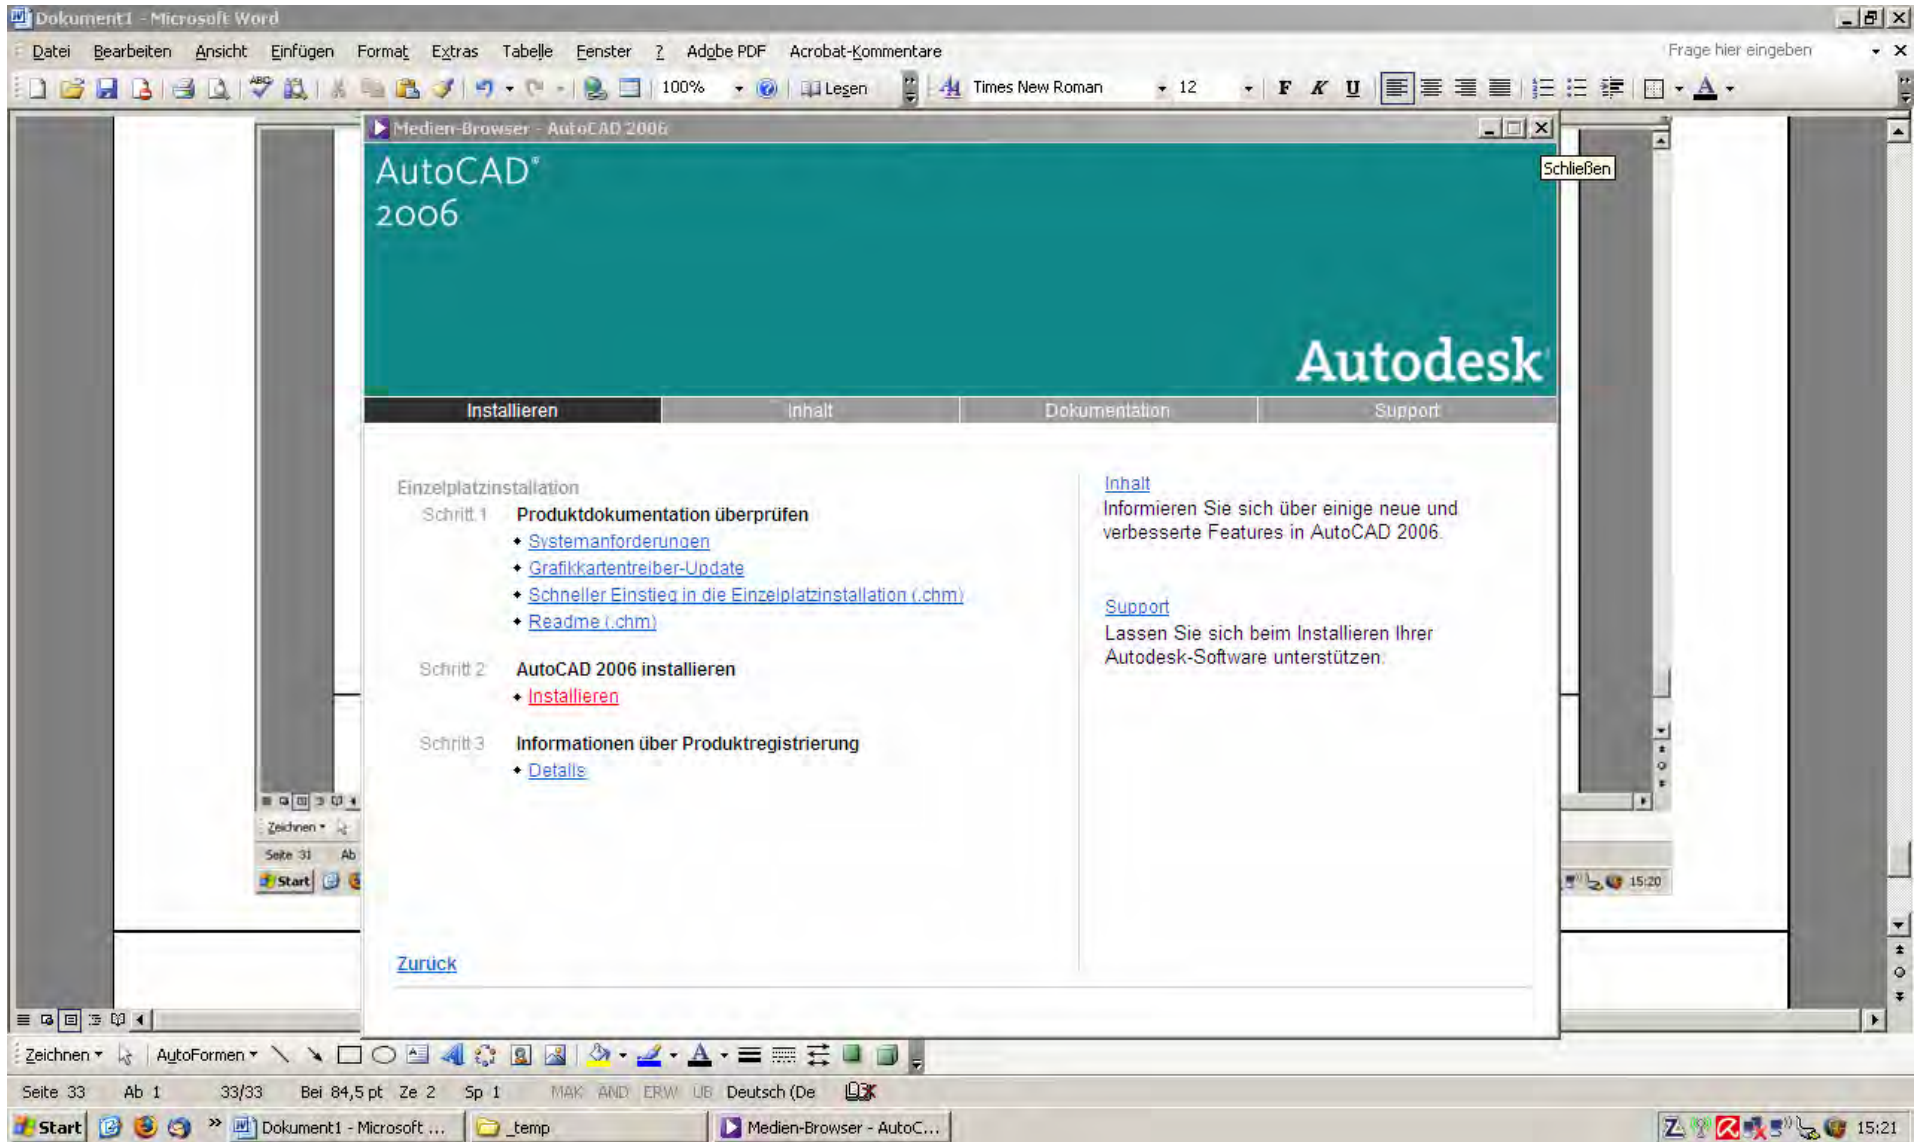 Dokument1 - Microsoft Word
Datei Bearbeiten Ansicht Einfügen Format Extras Tabelle Fenster ? Adobe PDF Acrobat-Kommentare Frage hier eingeben
100% Lesen Times New Roman 12 F K U
Medien-Browser - AutoCAD 2006
Schließen
AutoCAD®
2006
Autodesk
Installieren Inhalt Dokumentation Support
Einzelplatzinstallation
Schritt 1 Produktdokumentation überprüfen
Systemanforderungen
Grafikkartentreiber-Update
Schneller Einstieg in die Einzelplatzinstallation (.chm)
Readme (.chm)
Schritt 2 AutoCAD 2006 installieren
Installieren
Schritt 3 Informationen über Produktregistrierung
Details
Zurück
Inhalt
Informieren Sie sich über einige neue und
verbesserte Features in AutoCAD 2006.
Support
Lassen Sie sich beim Installieren Ihrer
Autodesk-Software unterstützen.
Zeichnen
Seite 31 Ab
Start 15:20
Zeichnen AutoFormen
Seite 33 Ab 1 33/33 Bei 84,5 pt Ze 2 Sp 1 MAK AND ERW ÜB Deutsch (De
Start Dokument1 - Microsoft ... _temp Medien-Browser - AutoC... 15:21